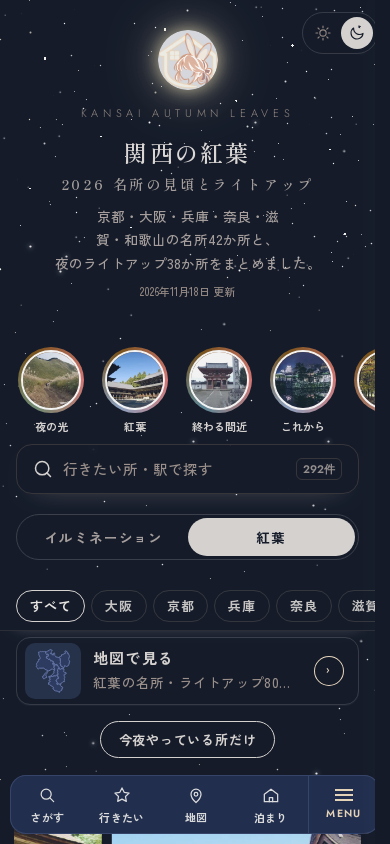 KANSAI AUTUMN LEAVES
関西の紅葉
2026 名所の見頃とライトアップ
京都・大阪・兵庫・奈良・滋
賀・和歌山の名所42か所と、
夜のライトアップ38か所をまとめました。
2026年11月18日 更新
夜の光 紅葉 終わる間近 これから
行きたい所・駅で探す 292件
イルミネーション 紅葉
すべて 大阪 京都 兵庫 奈良 滋賀
地図で見る
紅葉の名所・ライトアップ80...
今夜やっている所だけ
さがす 行きたい 地図 泊まり MENU